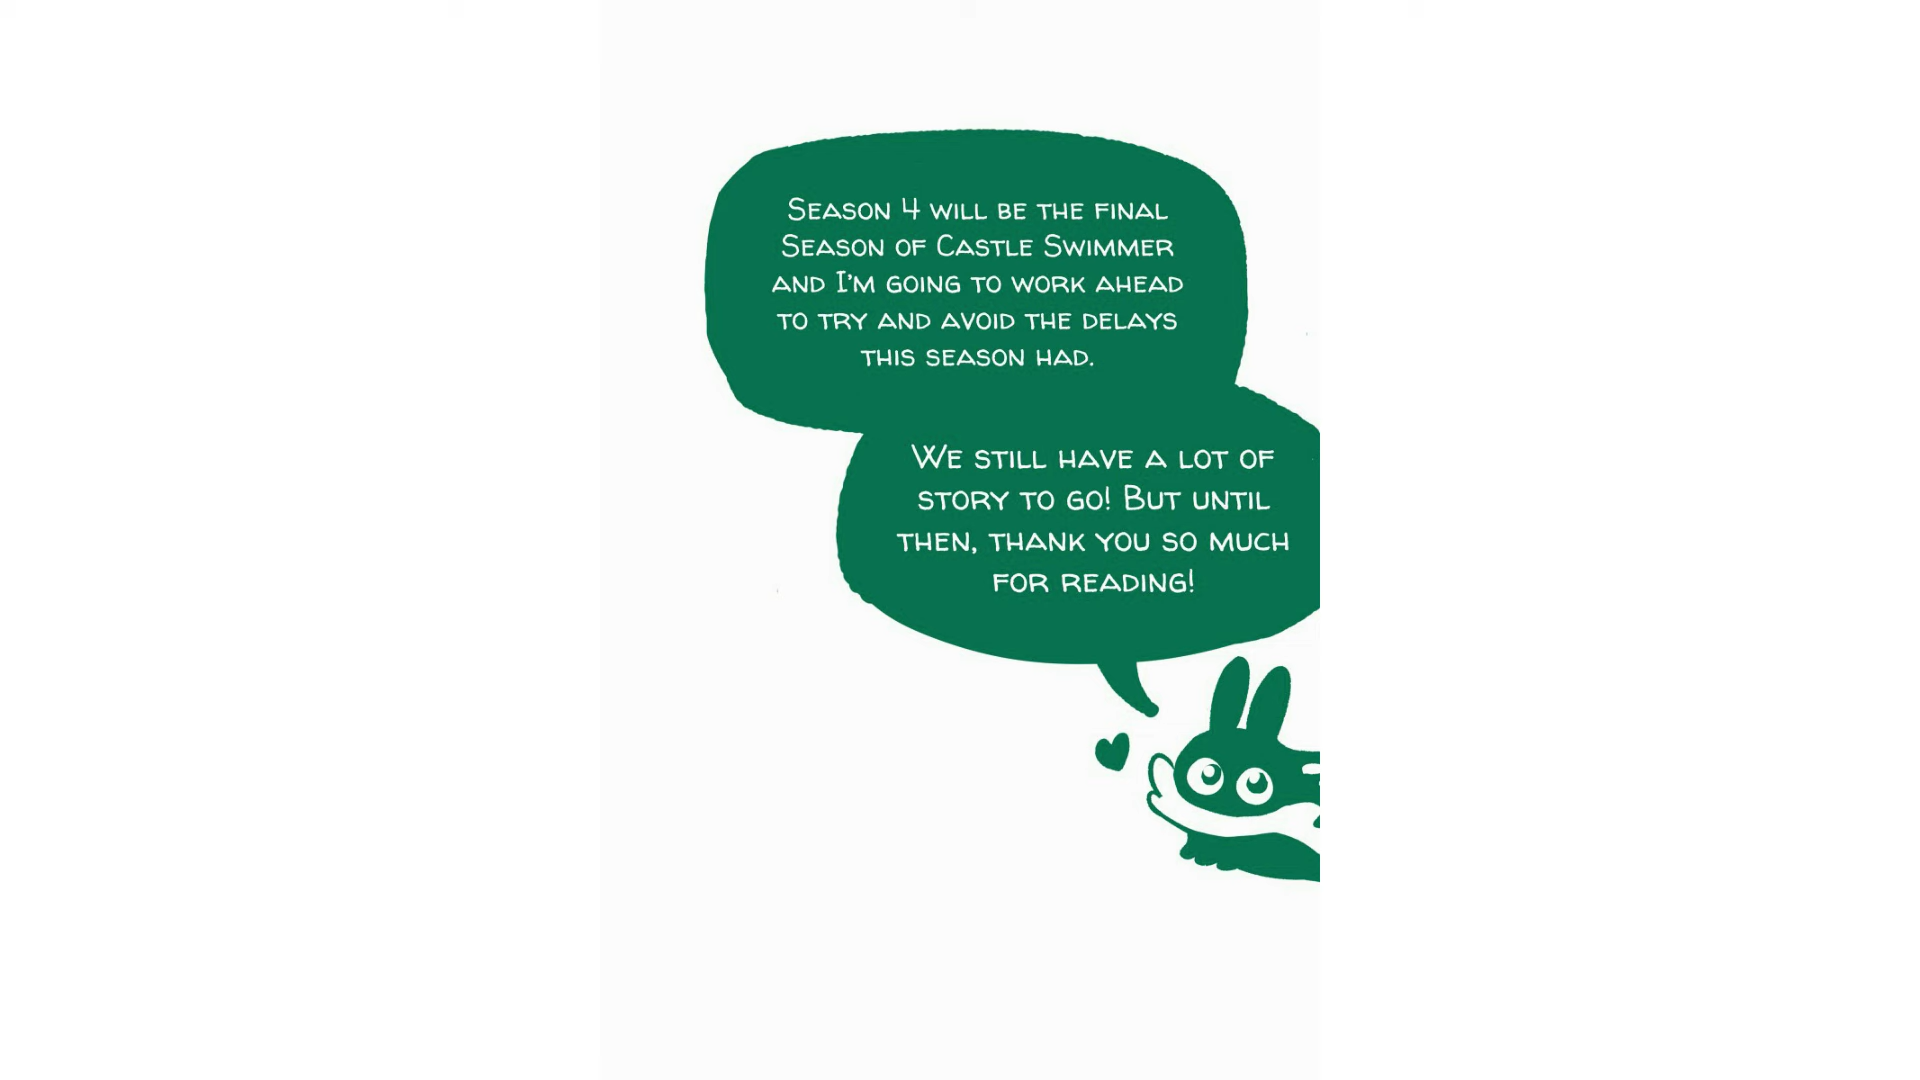 Season 4 will be the final
Season of Castle Swimmer
and I'm going to work ahead
to try and avoid the delays
this season had.
We still have a lot of
story to go! But until
then, thank you so much
for reading!